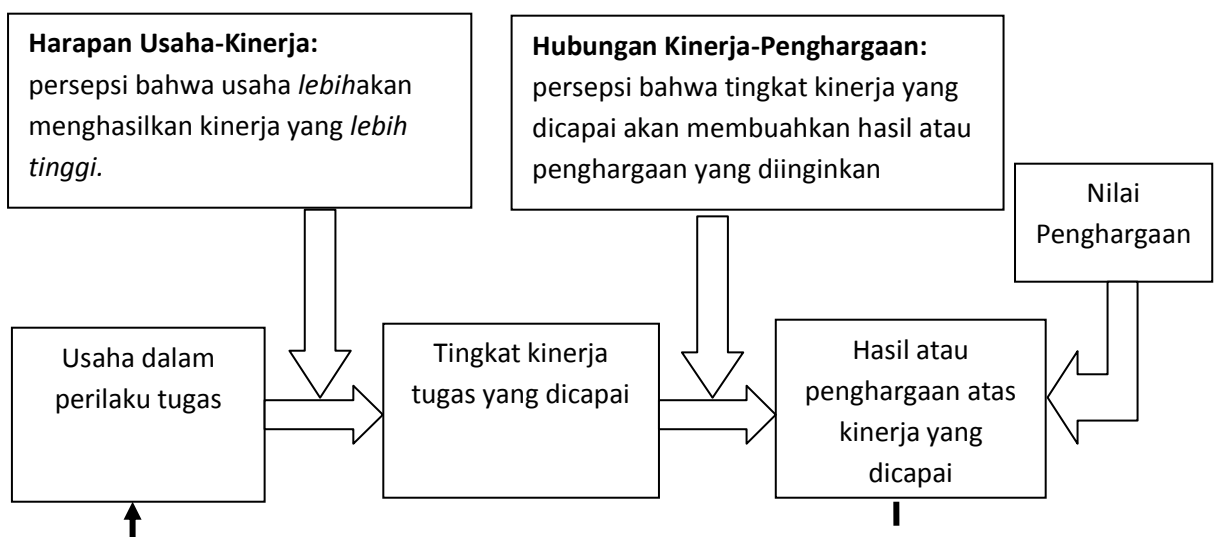 Harapan Usaha-Kinerja:
persepsi bahwa usaha lebihakan
menghasilkan kinerja yang lebih
tinggi.
Hubungan Kinerja-Penghargaan:
persepsi bahwa tingkat kinerja yang
dicapai akan membuahkan hasil atau
penghargaan yang diinginkan
Nilai
Penghargaan
Usaha dalam
perilaku tugas
Tingkat kinerja
tugas yang dicapai
Hasil atau
penghargaan atas
kinerja yang
dicapai